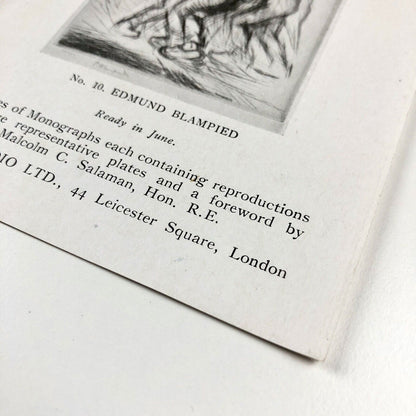 No. 10. EDMUND BLAMPIED
Ready in June.
es of Monographs each containing reproductions
e representative plates and a foreword by
Malcolm C. Salaman, Hon. R.E.
IO LTD., 44 Leicester Square, London